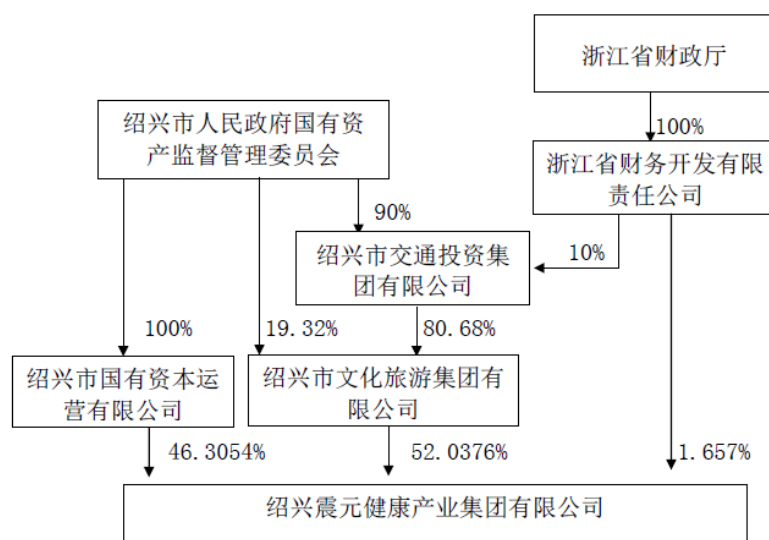 浙江省财政厅
绍兴市人民政府国有资
产监督管理委员会
100%
浙江省财务开发有限
责任公司
90%
绍兴市交通投资集
团有限公司
10%
100%
19.32%
80.68%
绍兴市国有资本运
营有限公司
绍兴市文化旅游集团有
限公司
46.3054%
52.0376%
1.657%
绍兴震元健康产业集团有限公司